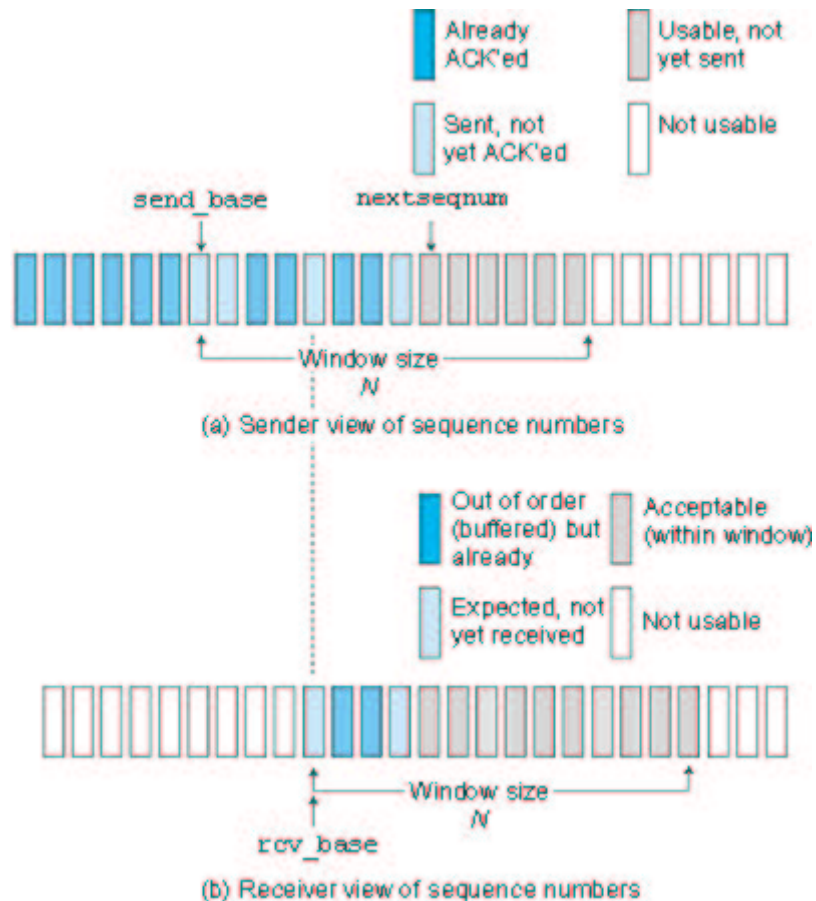 Already
ACK'ed
Usable, not
yet sent
Sent, not
yet ACK'ed
Not usable
send_base
nextseqnum
Window size
N
(a) Sender view of sequence numbers
Out of order
(buffered) but
already
Acceptable
(within window)
Expected, not
yet received
Not usable
Window size
N
rcv_base
(b) Receiver view of sequence numbers